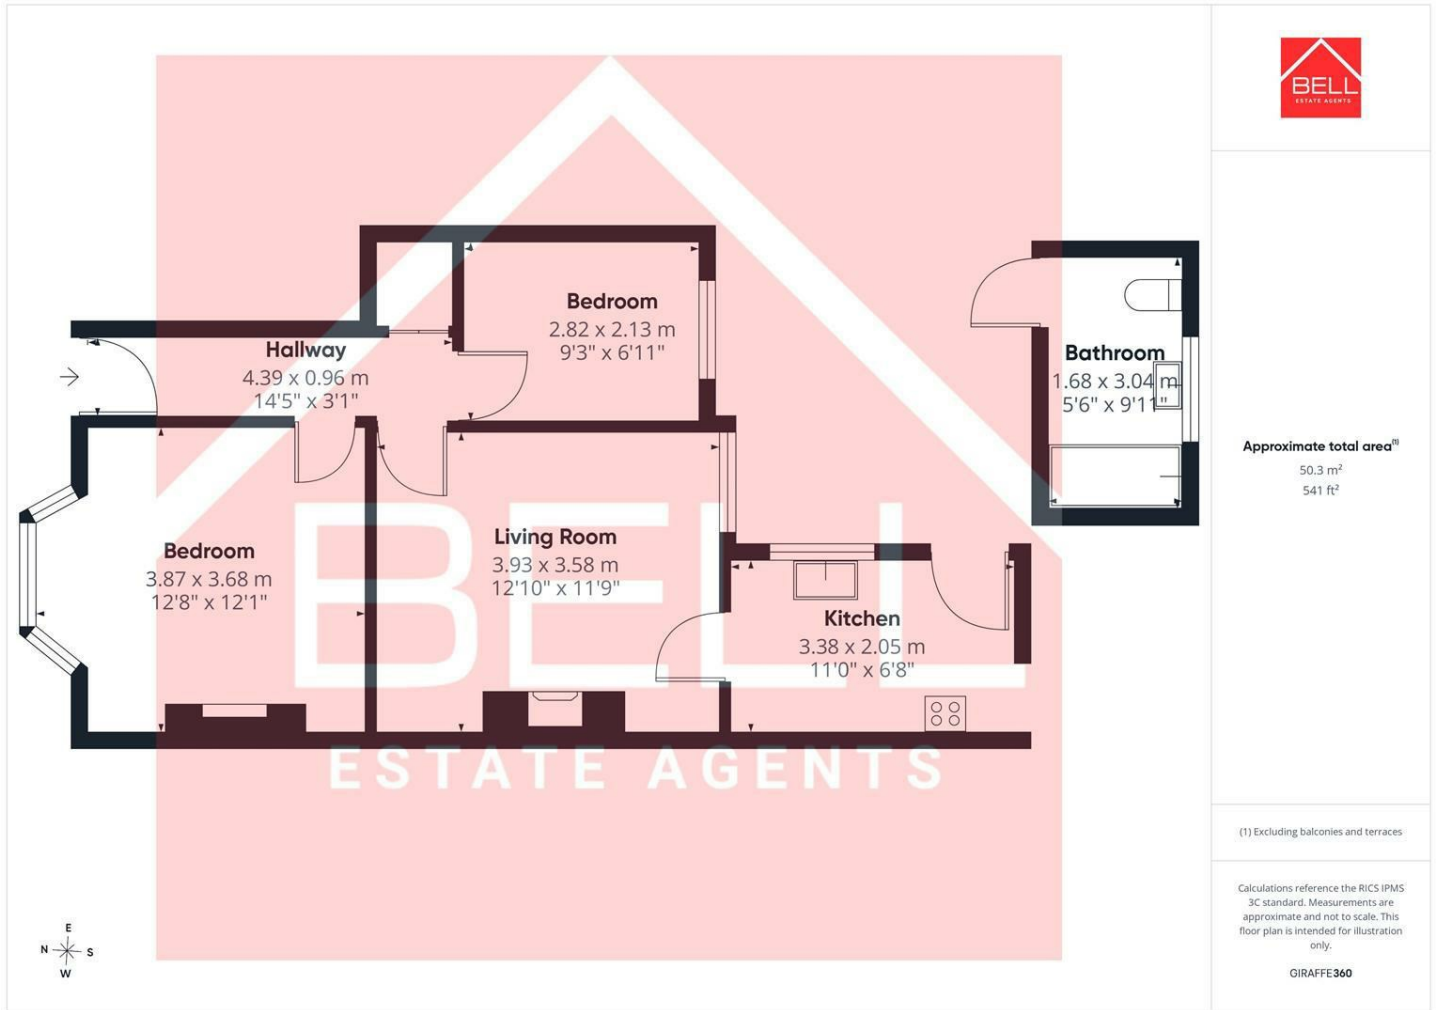 BELL
ESTATE AGENTS
Bedroom
2.82 x 2.13 m
9'3" x 6'11"
Hallway
4.39 x 0.96 m
14'5" x 3'1"
Bathroom
1.68 x 3.04 m
5'6" x 9'11"
Bedroom
3.87 x 3.68 m
12'8" x 12'1"
Living Room
3.93 x 3.58 m
12'10" x 11'9"
Kitchen
3.38 x 2.05 m
11'0" x 6'8"
BELL
ESTATE AGENTS
E
N S
W
Approximate total area(1)
50.3 m²
541 ft²
(1) Excluding balconies and terraces
Calculations reference the RICS IPMS
3C standard. Measurements are
approximate and not to scale. This
floor plan is intended for illustration
only.
GIRAFFE360